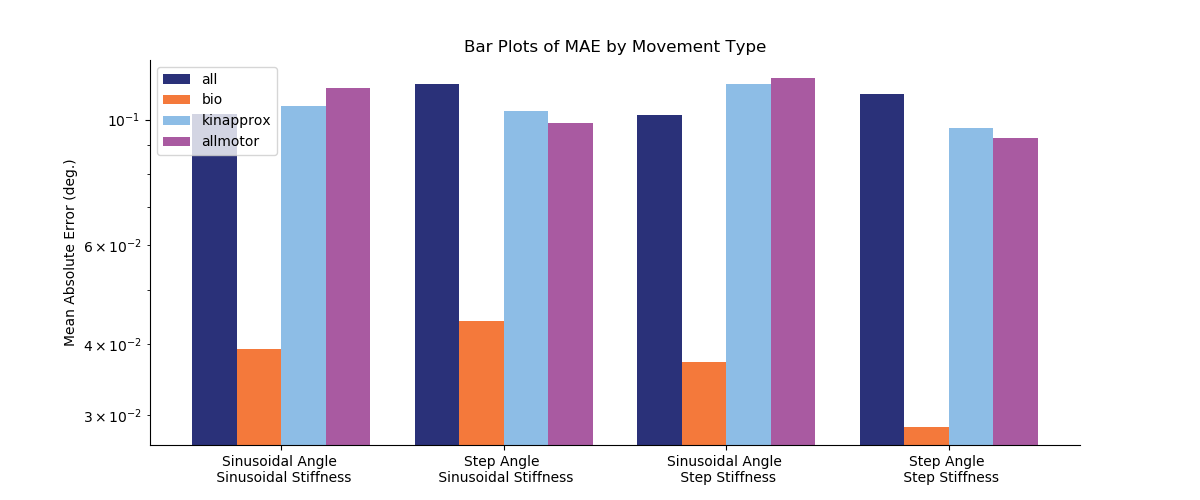 Bar Plots of MAE by Movement Type
all
bio
kinapprox
allmotor
10⁻¹
6 × 10⁻²
4 × 10⁻²
3 × 10⁻²
Mean Absolute Error (deg.)
Sinusoidal Angle
Sinusoidal Stiffness
Step Angle
Sinusoidal Stiffness
Sinusoidal Angle
Step Stiffness
Step Angle
Step Stiffness